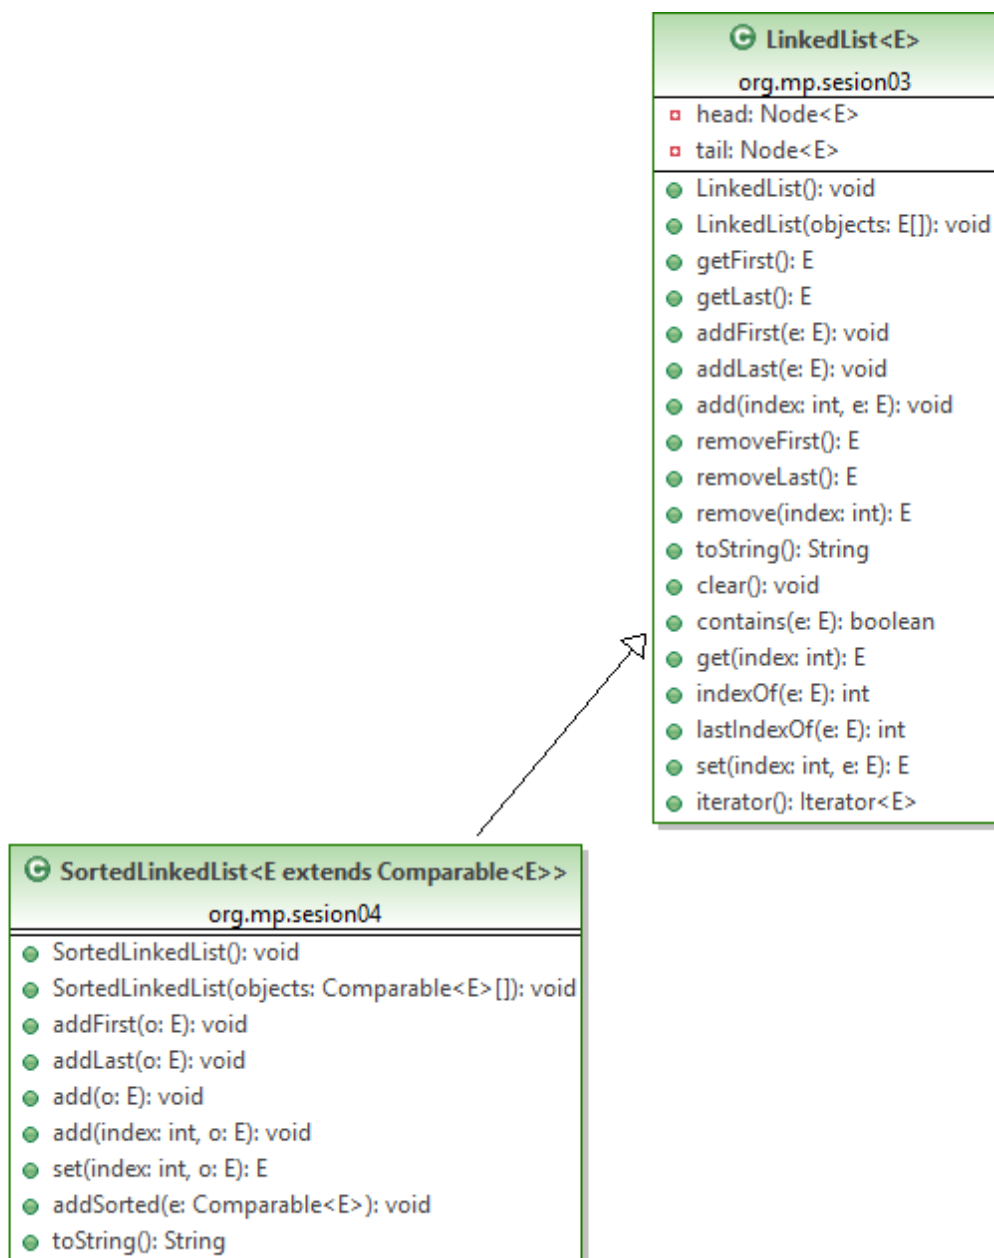 LinkedList<E>
org.mp.sesion03
head: Node<E>
tail: Node<E>
LinkedList(): void
LinkedList(objects: E[]): void
getFirst(): E
getLast(): E
addFirst(e: E): void
addLast(e: E): void
add(index: int, e: E): void
removeFirst(): E
removeLast(): E
remove(index: int): E
toString(): String
clear(): void
contains(e: E): boolean
get(index: int): E
indexOf(e: E): int
lastIndexOf(e: E): int
set(index: int, e: E): E
iterator(): Iterator<E>
SortedLinkedList<E extends Comparable<E>>
org.mp.sesion04
SortedLinkedList(): void
SortedLinkedList(objects: Comparable<E>[]): void
addFirst(o: E): void
addLast(o: E): void
add(o: E): void
add(index: int, o: E): void
set(index: int, o: E): E
addSorted(e: Comparable<E>): void
toString(): String